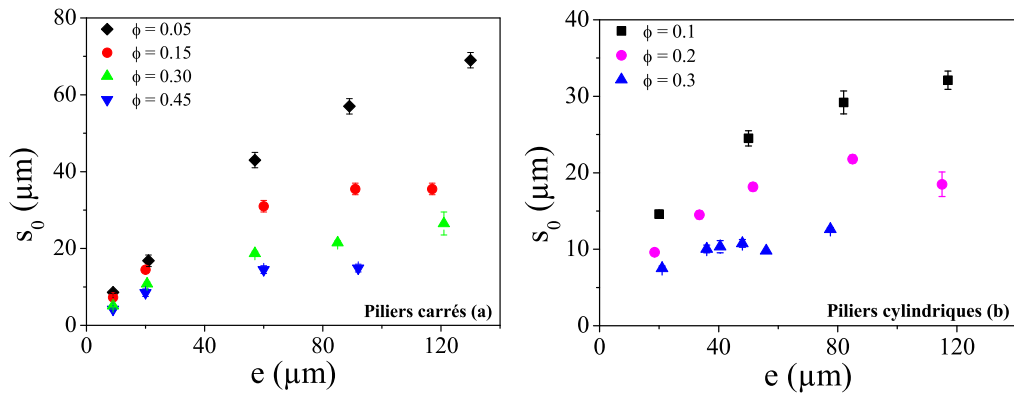 80
60
40
20
0
s0 (μm)
ϕ = 0.05
ϕ = 0.15
ϕ = 0.30
ϕ = 0.45
Piliers carrés (a)
0 40 80 120
e (μm)
40
30
20
10
0
s0 (μm)
ϕ = 0.1
ϕ = 0.2
ϕ = 0.3
Piliers cylindriques (b)
0 40 80 120
e (μm)